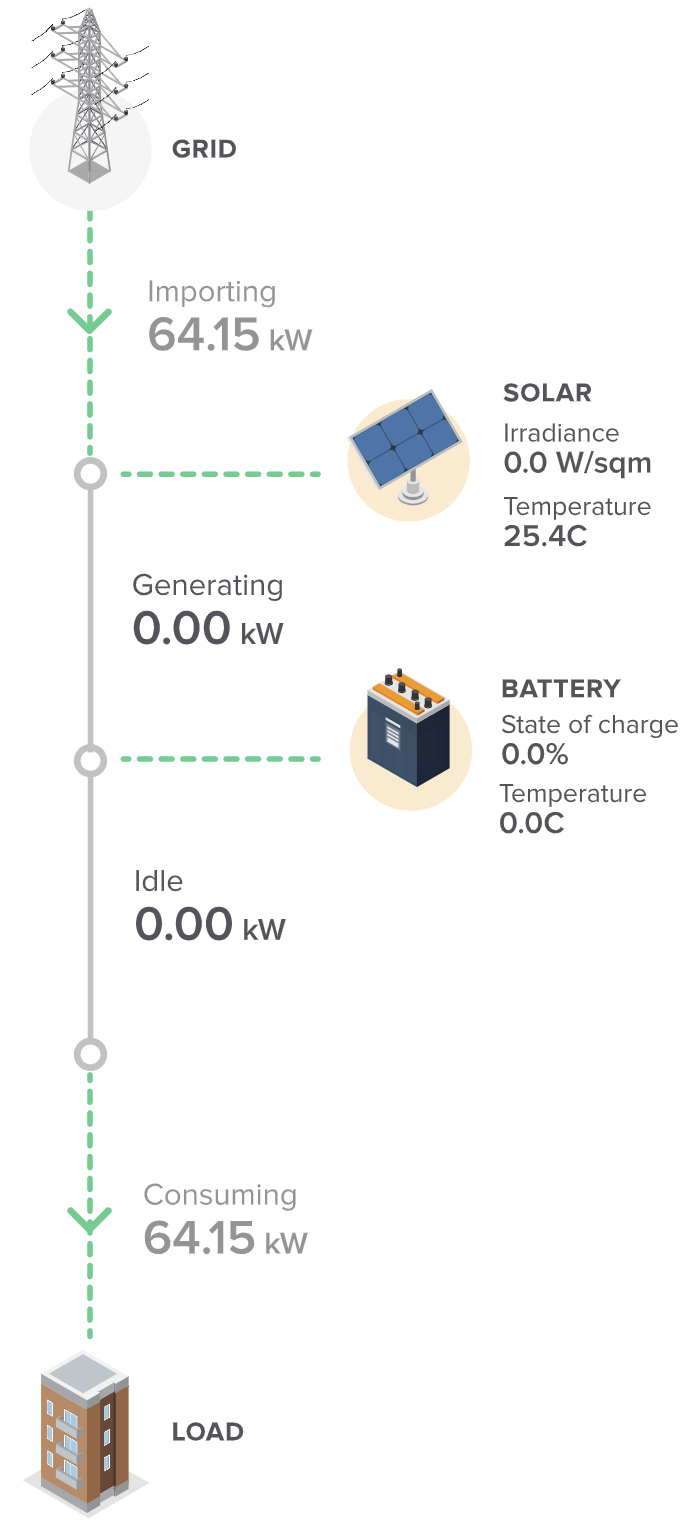 GRID
Importing
64.15 kW
SOLAR
Irradiance
0.0 W/sqm
Temperature
25.4C
Generating
0.00 kW
BATTERY
State of charge
0.0%
Temperature
0.0C
Idle
0.00 kW
Consuming
64.15 kW
LOAD